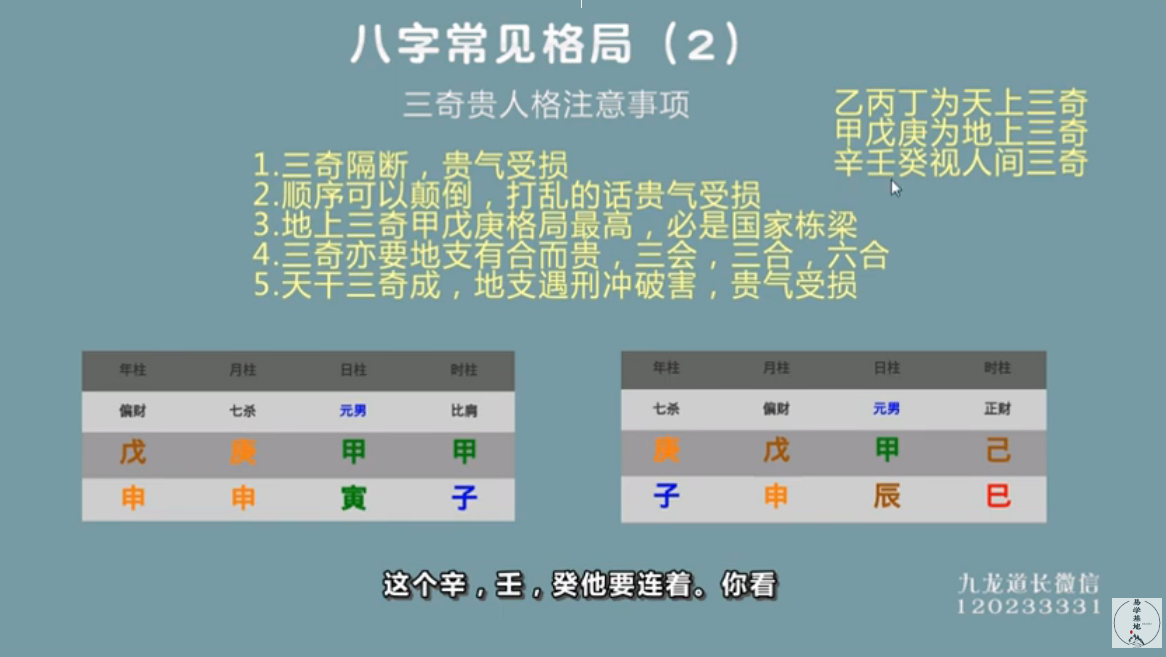 八字常见格局（2）
三奇贵人格注意事项
乙丙丁为天上三奇
甲戊庚为地上三奇
辛壬癸视人间三奇
1.三奇隔断，贵气受损
2.顺序可以颠倒，打乱的话贵气受损
3.地上三奇甲戊庚格局最高，必是国家栋梁
4.三奇亦要地支有合而贵，三会，三合，六合
5.天干三奇成，地支遇刑冲破害，贵气受损
年柱 月柱 日柱 时柱
偏财 七杀 元男 比肩
戊 庚 甲 甲
申 申 寅 子
年柱 月柱 日柱 时柱
七杀 偏财 元男 正财
庚 戊 甲 己
子 申 辰 巳
这个辛，壬，癸他要连着。你看
九龙道长微信
120233331
易学基地